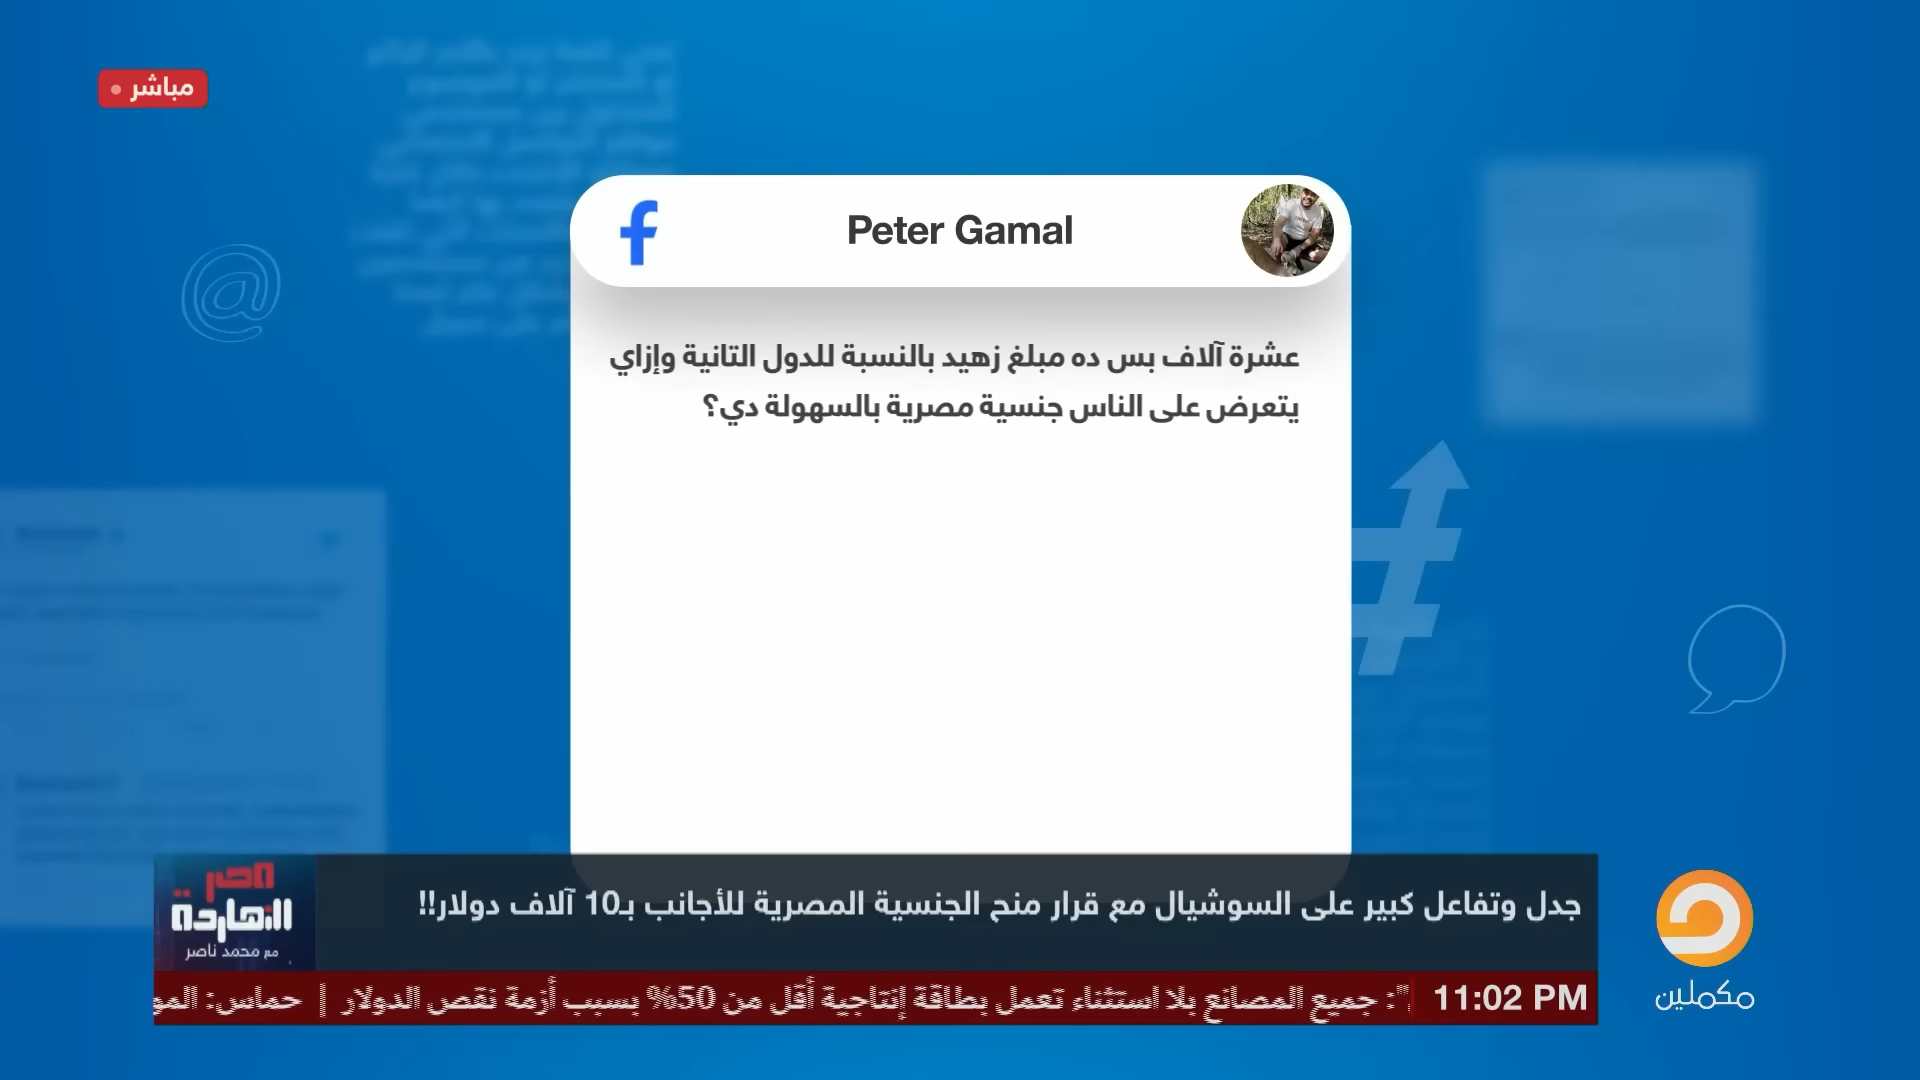 مباشر
Peter Gamal
عشرة آلاف بس ده مبلغ زهيد بالنسبة للدول التانية وإزاي
يتعرض على الناس جنسية مصرية بالسهولة دي؟
مصر
النهاردة
مع محمد ناصر
جدل وتفاعل كبير على السوشيال مع قرار منح الجنسية المصرية للأجانب بـ10 آلاف دولار!!
11:02 PM
": جميع المصانع بلا استثناء تعمل بطاقة إنتاجية أقل من 50% بسبب أزمة نقص الدولار | حماس:
مكملين